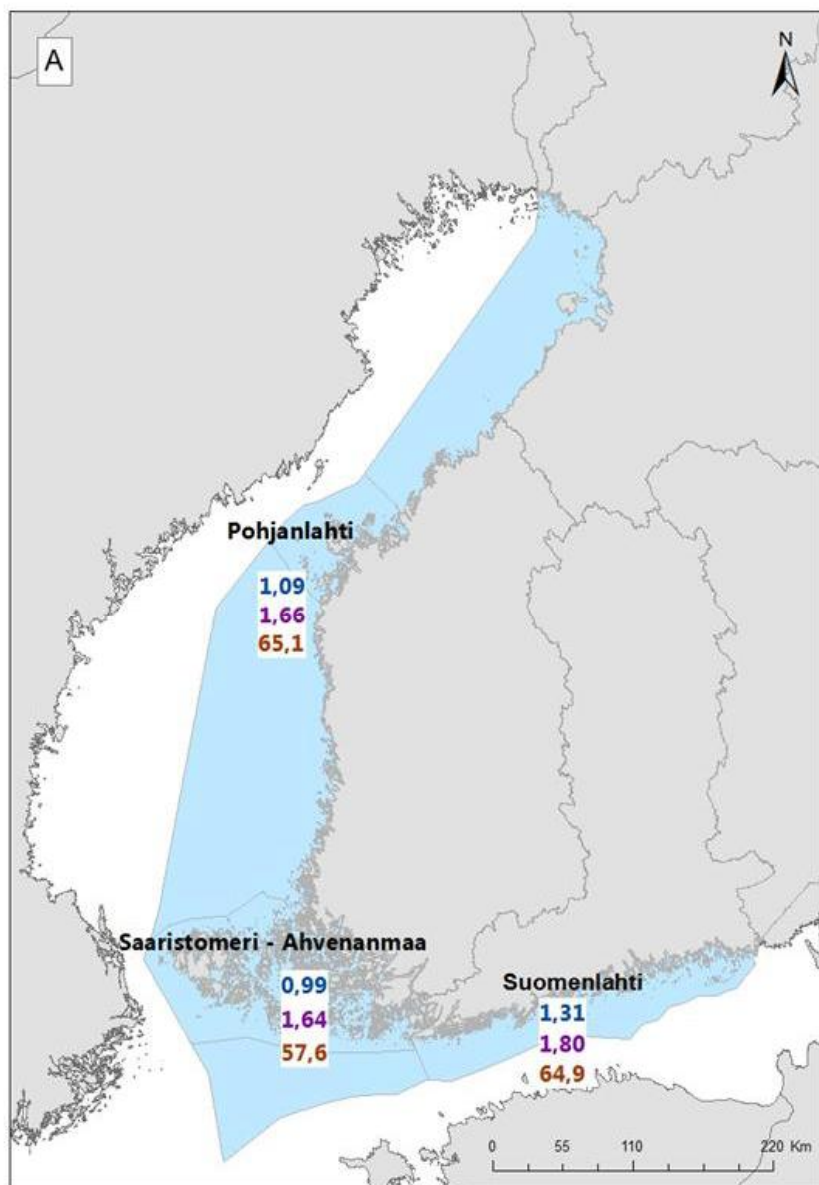 A
N
Pohjanlahti
1,09
1,66
65,1
Saaristomeri - Ahvenanmaa
0,99
1,64
57,6
Suomenlahti
1,31
1,80
64,9
0 55 110 220 Km